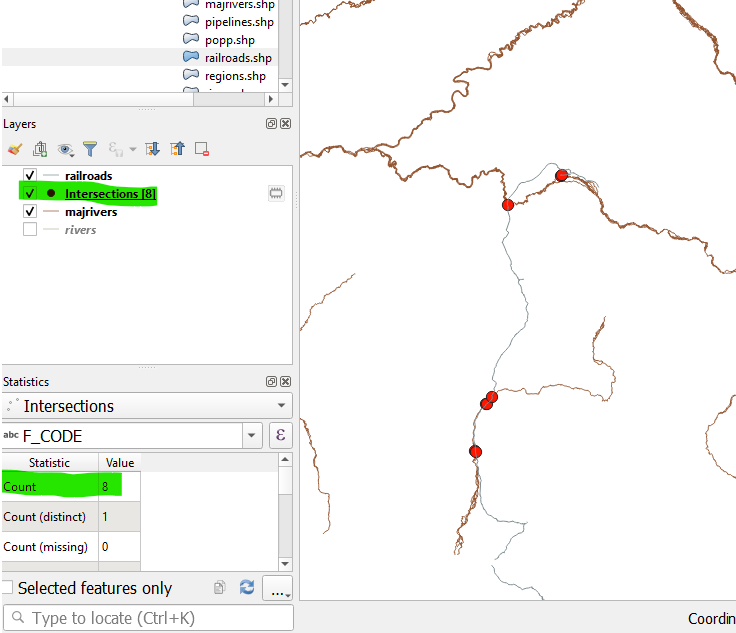 majrivers.shp
pipelines.shp
popp.shp
railroads.shp
regions.shp
Layers
railroads
Intersections [8]
majrivers
rivers
Statistics
Intersections
abc F_CODE
ε
Statistic Value
Count 8
Count (distinct) 1
Count (missing) 0
Selected features only
...
Type to locate (Ctrl+K)
Coordin